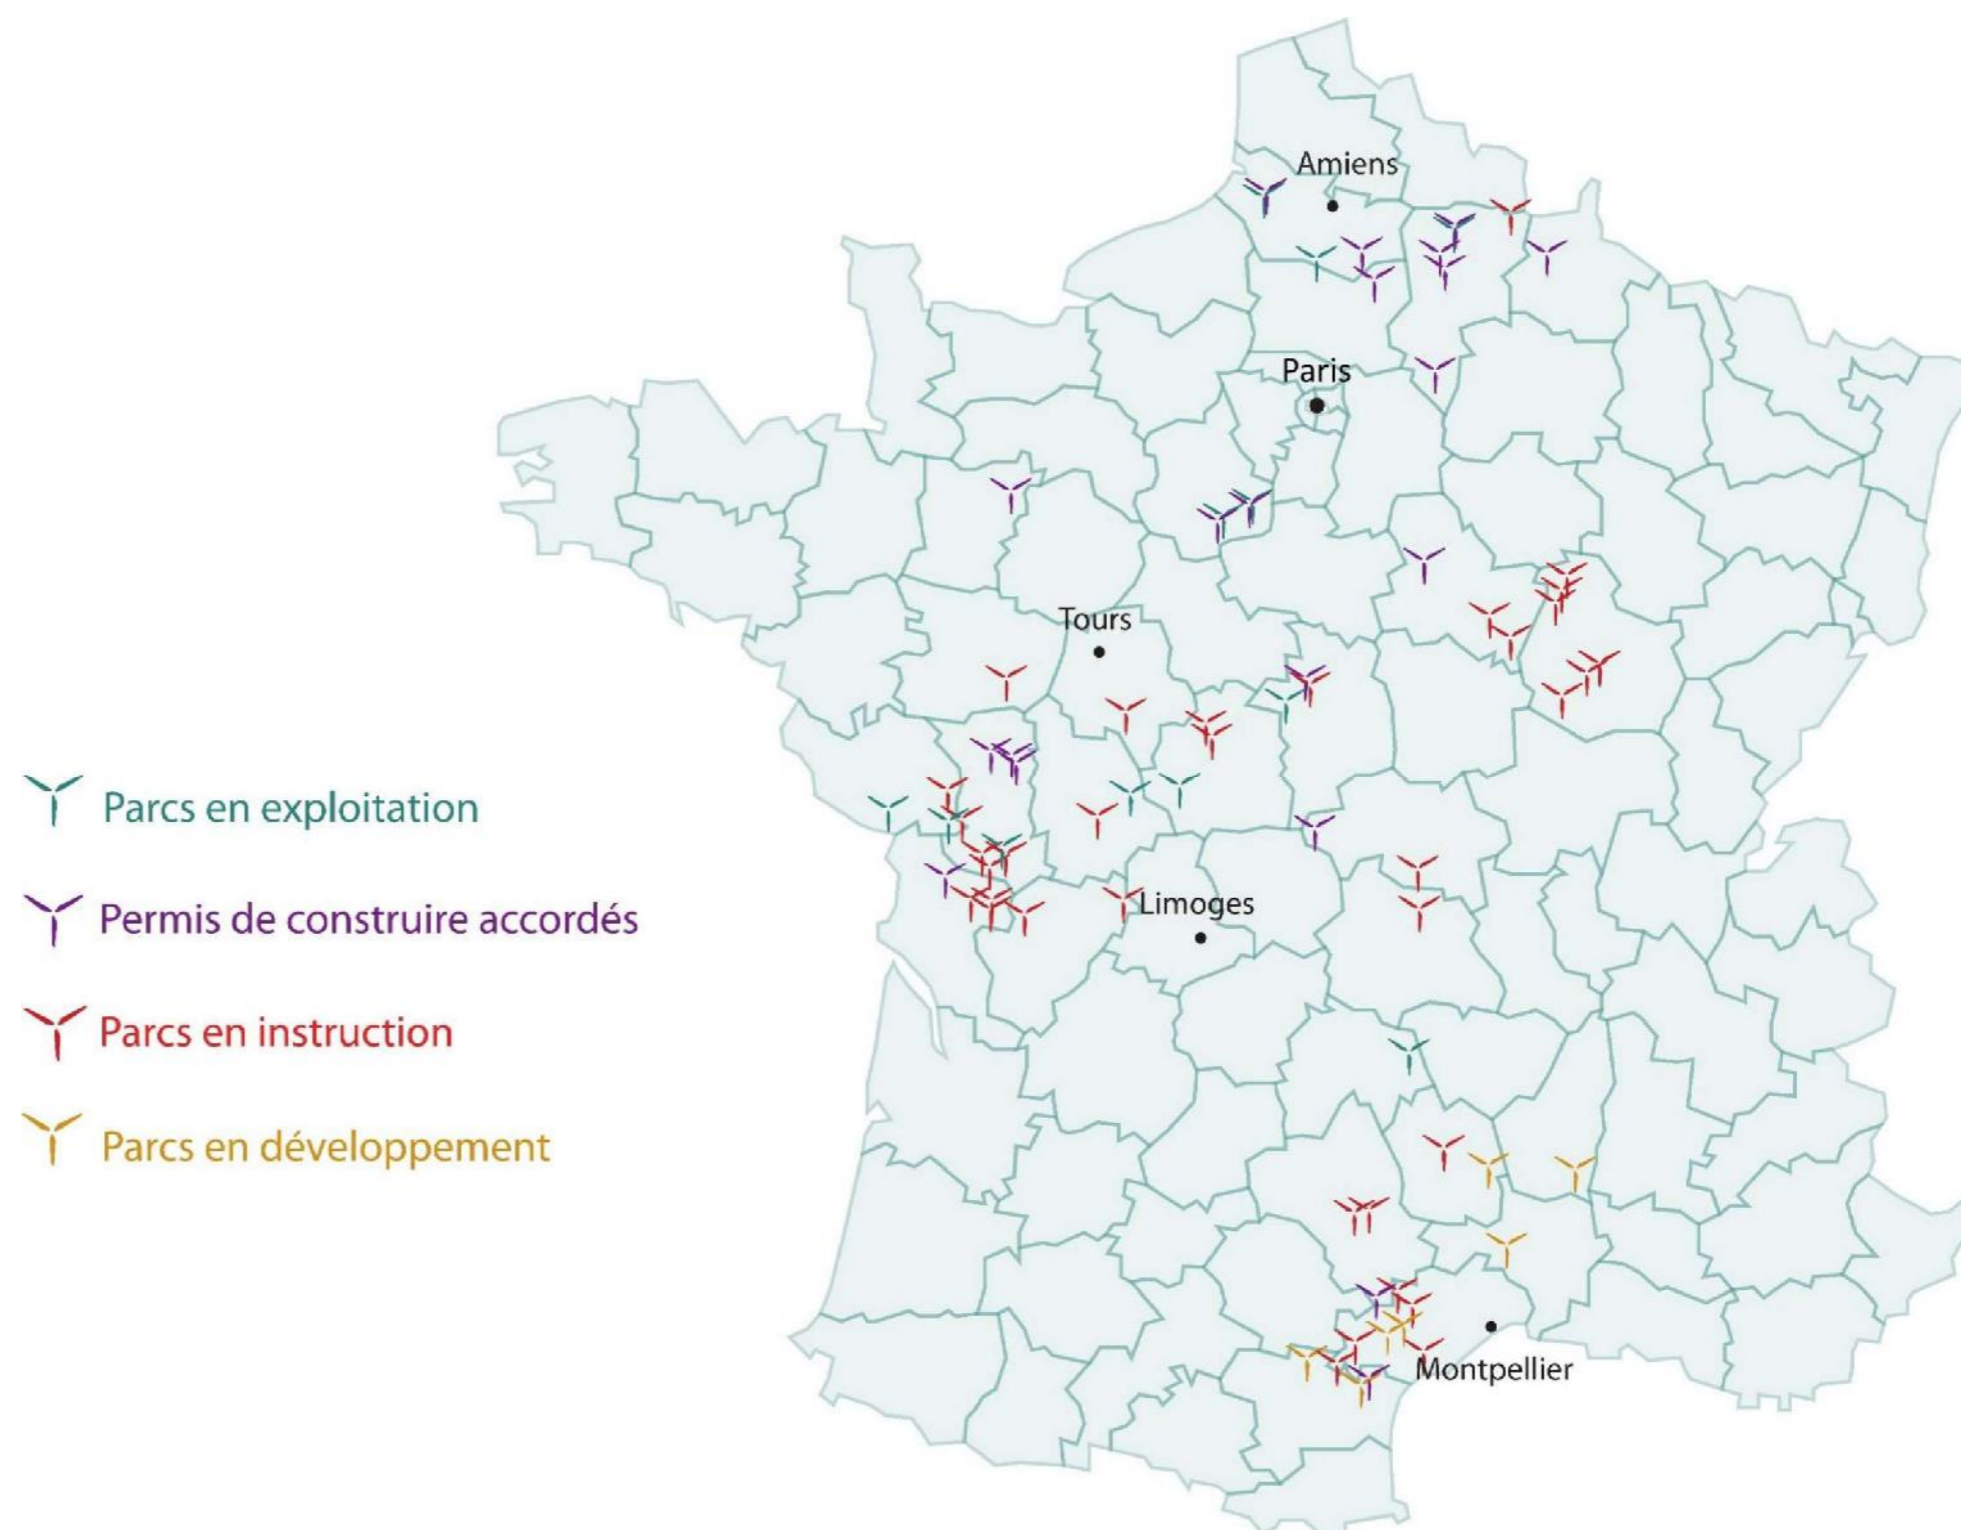 Amiens
Paris
Tours
Parcs en exploitation
Limoges
Permis de construire accordés
Parcs en instruction
Parcs en développement
Montpellier